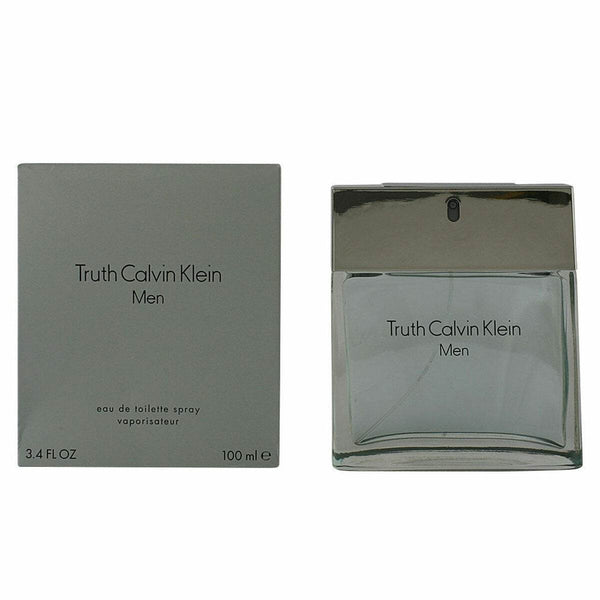 Truth Calvin Klein
Men
eau de toilette spray
vaporisateur
3.4 FL OZ
100 ml ℮
Truth Calvin Klein
Men